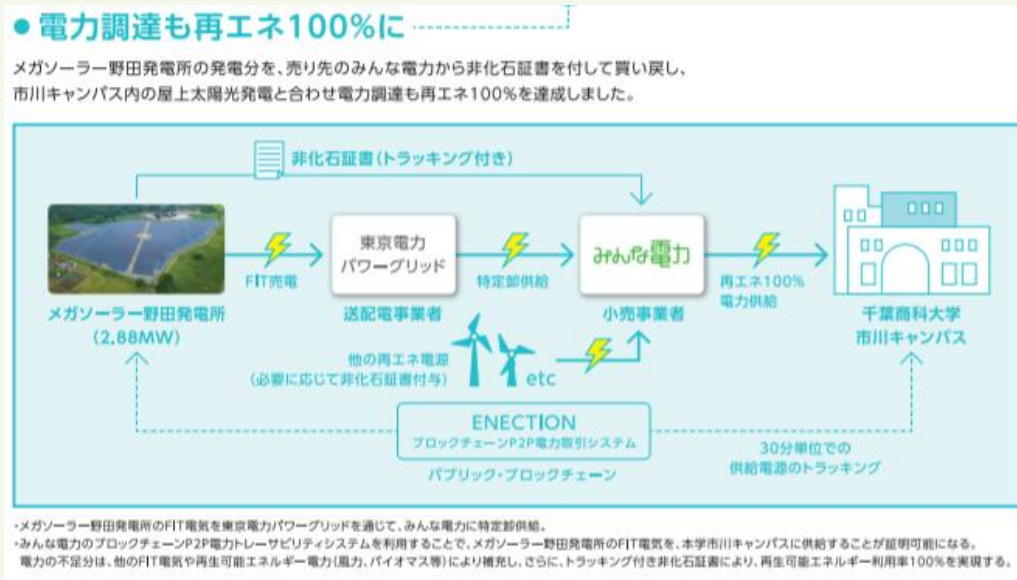 ●電力調達も再エネ100%に
メガソーラー野田発電所の発電分を、売り先のみんな電力から非化石証書を付して買い戻し、
市川キャンパス内の屋上太陽光発電と合わせ電力調達も再エネ100%を達成しました。
非化石証書(トラッキング付き)
東京電力
パワーグリッド
みんな電力
FIT売電
特定卸供給
再エネ100%
電力供給
メガソーラー野田発電所
(2.88MW)
送配電事業者
小売事業者
千葉商科大学
市川キャンパス
他の再エネ電源
(必要に応じて非化石証書付与)
etc
ENECTION
ブロックチェーンP2P電力取引システム
パブリック・ブロックチェーン
30分単位での
供給電源のトラッキング
・メガソーラー野田発電所のFIT電気を東京電力パワーグリッドを通じて、みんな電力に特定卸供給。
・みんな電力のブロックチェーンP2P電力トレーサビリティシステムを利用することで、メガソーラー野田発電所のFIT電気を、本学市川キャンパスに供給することが証明可能になる。
電力の不足分は、他のFIT電気や再生可能エネルギー電力(風力、バイオマス等)により補充し、さらに、トラッキング付き非化石証書により、再生可能エネルギー利用率100%を実現する。